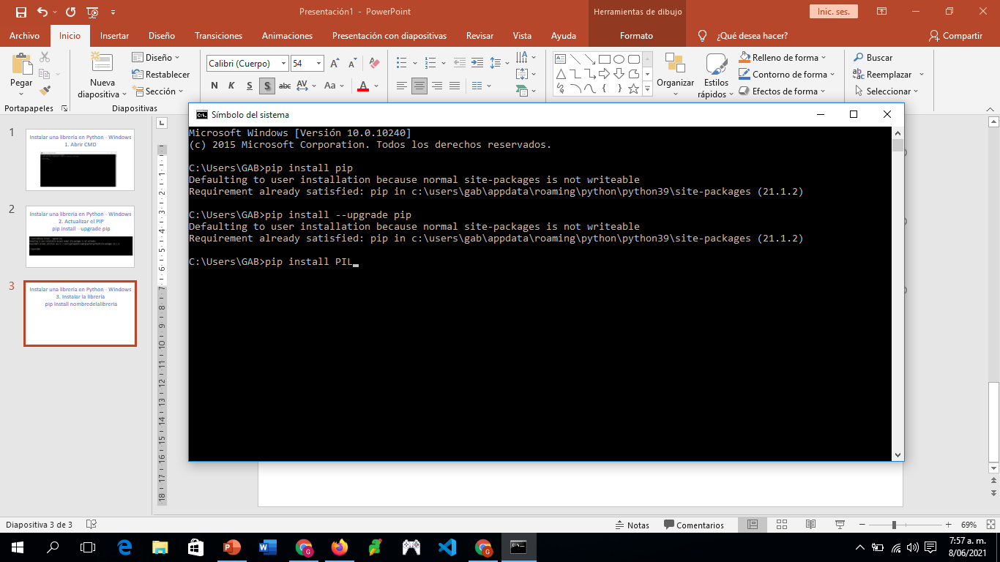 Presentación1 - PowerPoint
Herramientas de dibujo
Inic. ses.
Archivo
Inicio
Insertar
Diseño
Transiciones
Animaciones
Presentación con diapositivas
Revisar
Vista
Ayuda
Formato
¿Qué desea hacer?
Compartir
Pegar
Portapapeles
Nueva
diapositiva
Diseño
Restablecer
Sección
Diapositivas
Calibri (Cuerpo)
54
N K S S abc AV Aa A
Organizar
Estilos
rápidos
Relleno de forma
Contorno de forma
Efectos de forma
Buscar
Reemplazar
Seleccionar
1
Instalar una librería en Python - Windows
1. Abrir CMD
2
Instalar una librería en Python - Windows
2. Actualizar el PIP
pip install --upgrade pip
3
Instalar una librería en Python - Windows
3. Instalar la librería
pip install nombredelalibreria
Símbolo del sistema
Microsoft Windows [Versión 10.0.10240]
(c) 2015 Microsoft Corporation. Todos los derechos reservados.
C:\Users\GAB>pip install pip
Defaulting to user installation because normal site-packages is not writeable
Requirement already satisfied: pip in c:\users\gab\appdata\roaming\python\python39\site-packages (21.1.2)
C:\Users\GAB>pip install --upgrade pip
Defaulting to user installation because normal site-packages is not writeable
Requirement already satisfied: pip in c:\users\gab\appdata\roaming\python\python39\site-packages (21.1.2)
C:\Users\GAB>pip install PIL
Diapositiva 3 de 3
Notas
Comentarios
69%
7:57 a. m.
8/06/2021